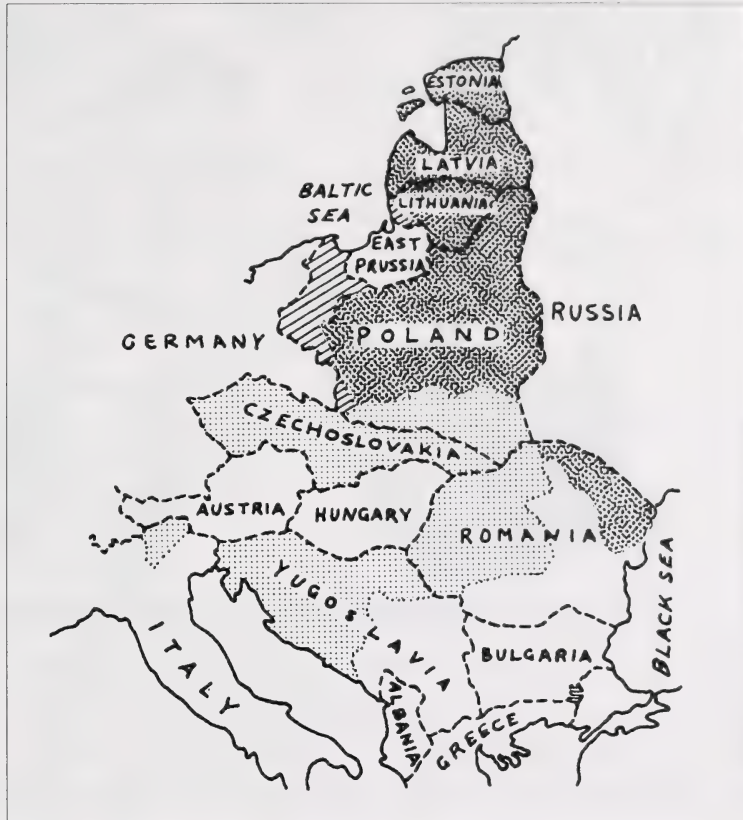 ESTONIA
LATVIA
LITHUANIA
BALTIC
SEA
EAST
PRUSSIA
RUSSIA
GERMANY
POLAND
CZECHOSLOVAKIA
AUSTRIA
HUNGARY
ROMANIA
YUGOSLAVIA
BLACK SEA
ITALY
BULGARIA
ALBANIA
GREECE